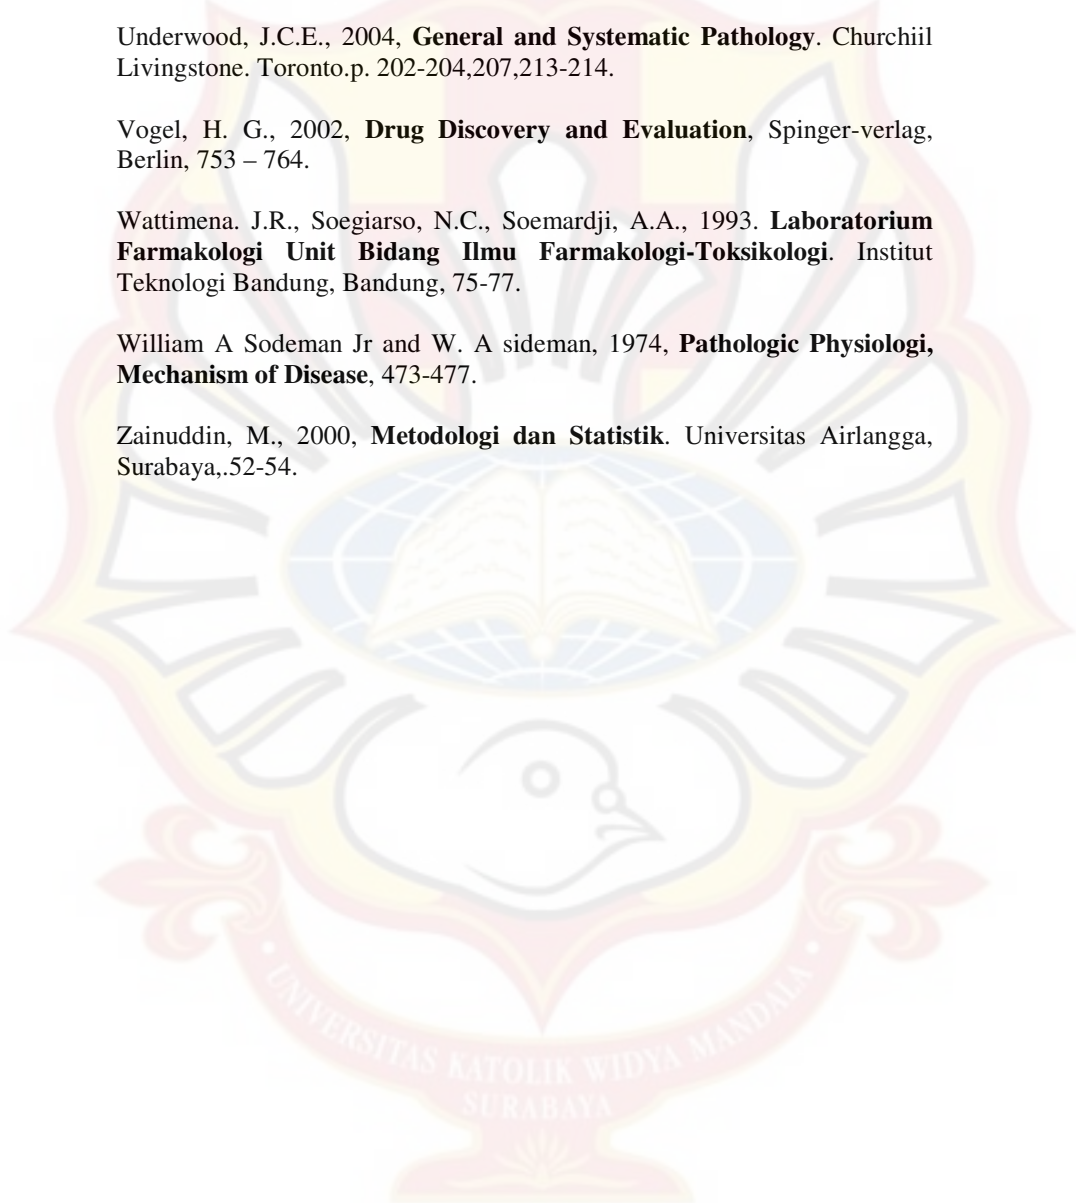 Underwood, J.C.E., 2004, General and Systematic Pathology. Churchiil
Livingstone. Toronto.p. 202-204,207,213-214.
Vogel, H. G., 2002, Drug Discovery and Evaluation, Spinger-verlag,
Berlin, 753 – 764.
Wattimena. J.R., Soegiarso, N.C., Soemardji, A.A., 1993. Laboratorium
Farmakologi Unit Bidang Ilmu Farmakologi-Toksikologi. Institut
Teknologi Bandung, Bandung, 75-77.
William A Sodeman Jr and W. A sideman, 1974, Pathologic Physiologi,
Mechanism of Disease, 473-477.
Zainuddin, M., 2000, Metodologi dan Statistik. Universitas Airlangga,
Surabaya,.52-54.
UNIVERSITAS KATOLIK WIDYA MANDALA
SURABAYA